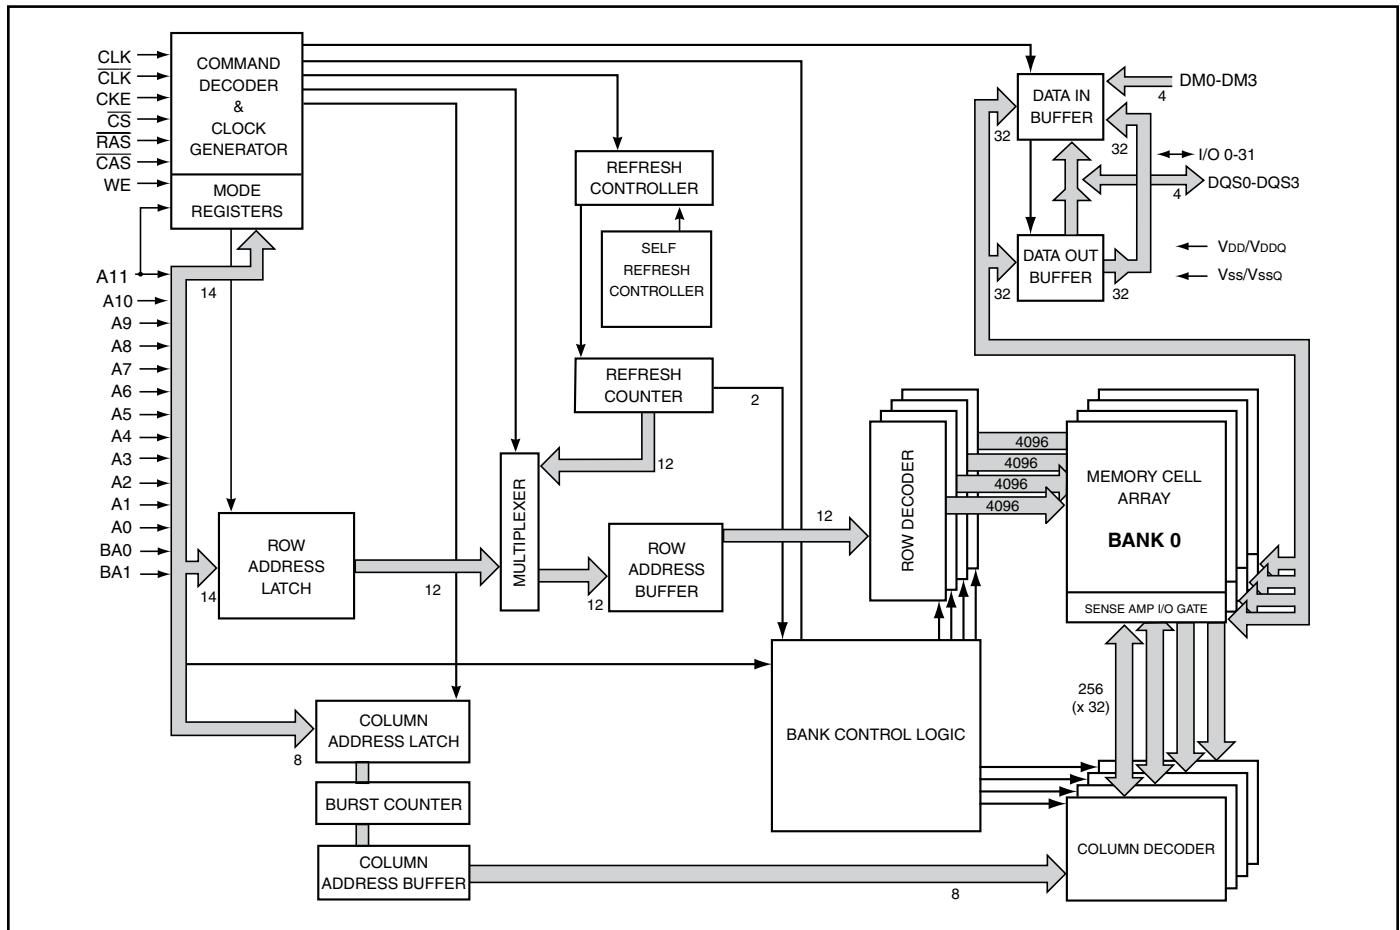 CLK
CLK
CKE
CS
RAS
CAS
WE
COMMAND
DECODER
&
CLOCK
GENERATOR
MODE
REGISTERS
A11
A10
A9
A8
A7
A6
A5
A4
A3
A2
A1
A0
BA0
BA1
14
14
ROW
ADDRESS
LATCH
12
MULTIPLEXER
REFRESH
CONTROLLER
SELF
REFRESH
CONTROLLER
REFRESH
COUNTER
2
12
12
ROW
ADDRESS
BUFFER
12
ROW DECODER
4096
4096
4096
4096
MEMORY CELL
ARRAY
BANK 0
SENSE AMP I/O GATE
DATA IN
BUFFER
DM0-DM3
4
32
32
I/O 0-31
DQS0-DQS3
4
DATA OUT
BUFFER
32
32
VDD/VDDQ
VSS/VSSQ
256
(x 32)
BANK CONTROL LOGIC
COLUMN DECODER
8
COLUMN
ADDRESS LATCH
BURST COUNTER
COLUMN
ADDRESS BUFFER
8